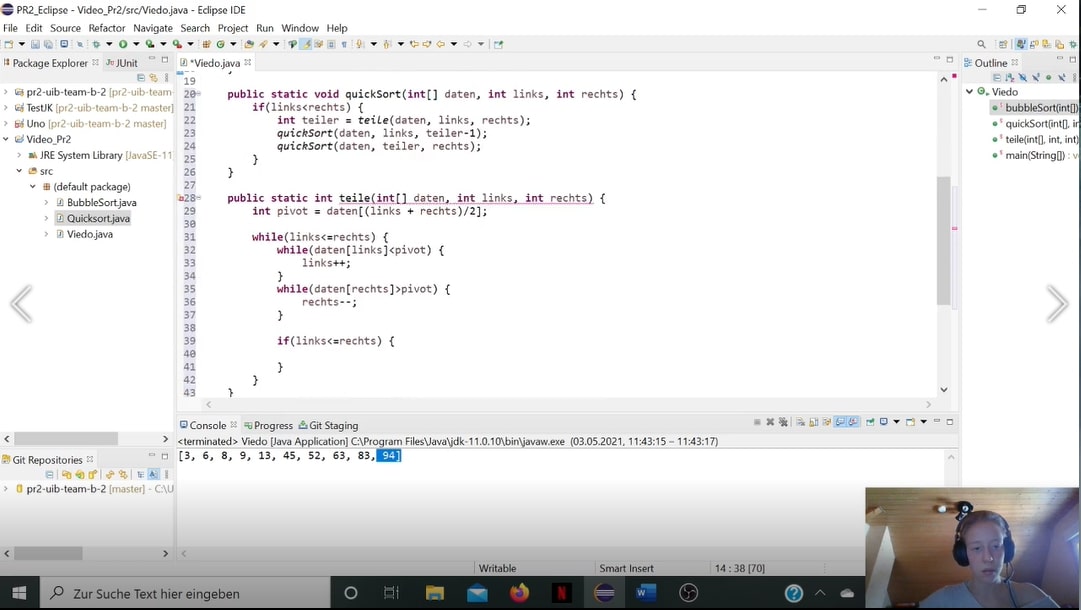 PR2_Eclipse - Video_Pr2/src/Viedo.java - Eclipse IDE
File Edit Source Refactor Navigate Search Project Run Window Help
Package Explorer JUnit
pr2-uib-team-b-2 [pr2-uib-team-
TestUK [pr2-uib-team-b-2 master]
Uno [pr2-uib-team-b-2 master]
Video_Pr2
JRE System Library [JavaSE-11
src
(default package)
BubbleSort.java
Quicksort.java
Viedo.java
*Viedo.java
19
20 public static void quickSort(int[] daten, int links, int rechts) {
21 if(links<rechts) {
22 int teiler = teile(daten, links, rechts);
23 quickSort(daten, links, teiler-1);
24 quickSort(daten, teiler, rechts);
25 }
26 }
27
28 public static int teile(int[] daten, int links, int rechts) {
29 int pivot = daten[(links + rechts)/2];
30
31 while(links<=rechts) {
32 while(daten[links]<pivot) {
33 links++;
34 }
35 while(daten[rechts]>pivot) {
36 rechts--;
37 }
38
39 if(links<=rechts) {
40
41 }
42 }
43 }
Outline
Viedo
bubbleSort(int[])
quickSort(int[], in
teile(int[], int, int)
main(String[]) : v
Git Repositories
pr2-uib-team-b-2 [master] - C:\U
Console Progress Git Staging
<terminated> Viedo [Java Application] C:\Program Files\Java\jdk-11.0.10\bin\javaw.exe (03.05.2021, 11:43:15 – 11:43:17)
[3, 6, 8, 9, 13, 45, 52, 63, 83, 94]
Writable Smart Insert 14 : 38 [70]
Zur Suche Text hier eingeben